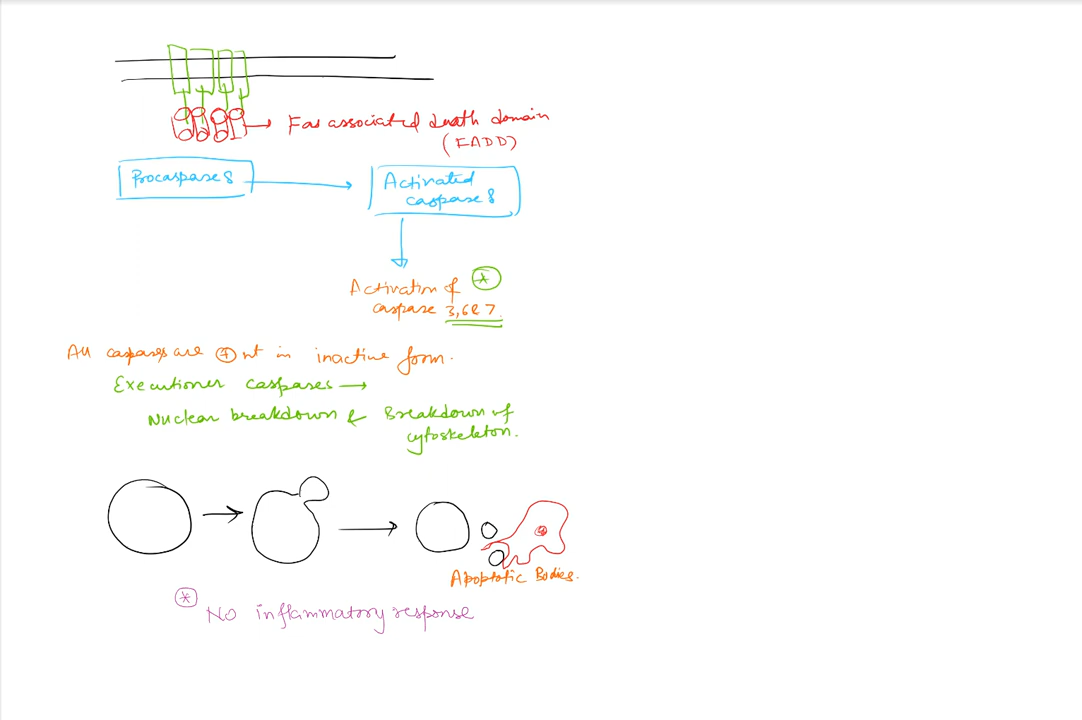 Fas associated death domain
(FADD)
Procaspase 8
Activated
caspase 8
Activation of *
caspase 3,6 & 7.
All caspases are ⊕nt in inactive form.
Executioner caspases →
Nuclear breakdown & Breakdown of
cytoskeleton.
Apoptotic Bodies.
* No inflammatory response